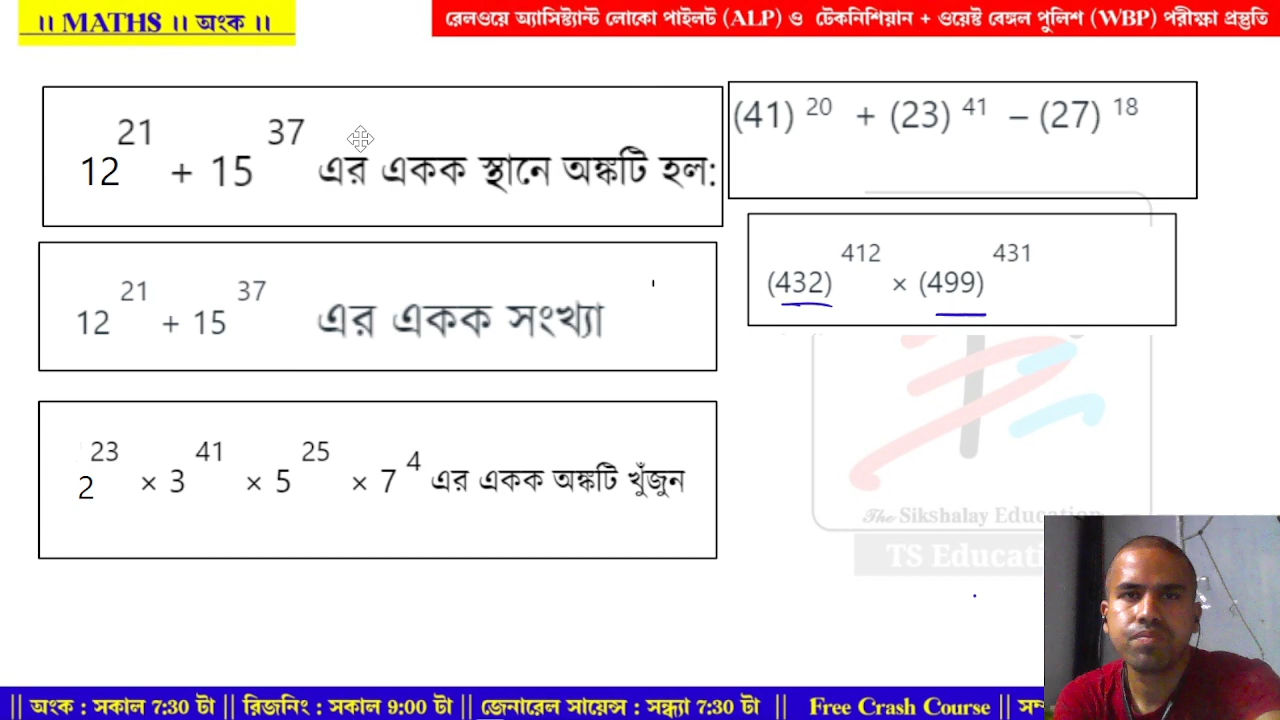 ।। MATHS ।। অংক ।।
রেলওয়ে অ্যাসিস্ট্যান্ট লোকো পাইলট (ALP) ও টেকনিশিয়ান + ওয়েস্ট বেঙ্গল পুলিশ (WBP) পরীক্ষা প্রস্তুতি
12^21 + 15^37 এর একক স্থানে অঙ্কটি হল:
12^21 + 15^37 এর একক সংখ্যা
2^23 × 3^41 × 5^25 × 7^4 এর একক অঙ্কটি খুঁজুন
(41)^20 + (23)^41 – (27)^18
(432)^412 × (499)^431
The Sikshalay Education
TS Educati
|| অংক : সকাল 7:30 টা || রিজনিং : সকাল 9:00 টা || জেনারেল সায়েন্স : সন্ধ্যা 7:30 টা || Free Crash Course ||